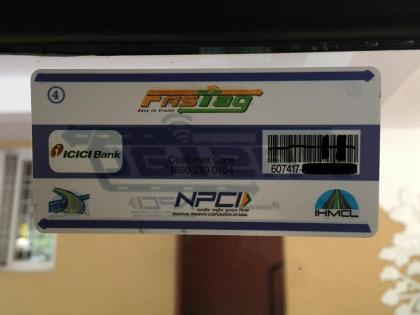 4
FASTag
Easy-to Cruise
ICICI Bank
Customer Care
1800 210 0104
607417-
NPCI
NATIONAL PAYMENTS CORPORATION OF INDIA
IHMCL